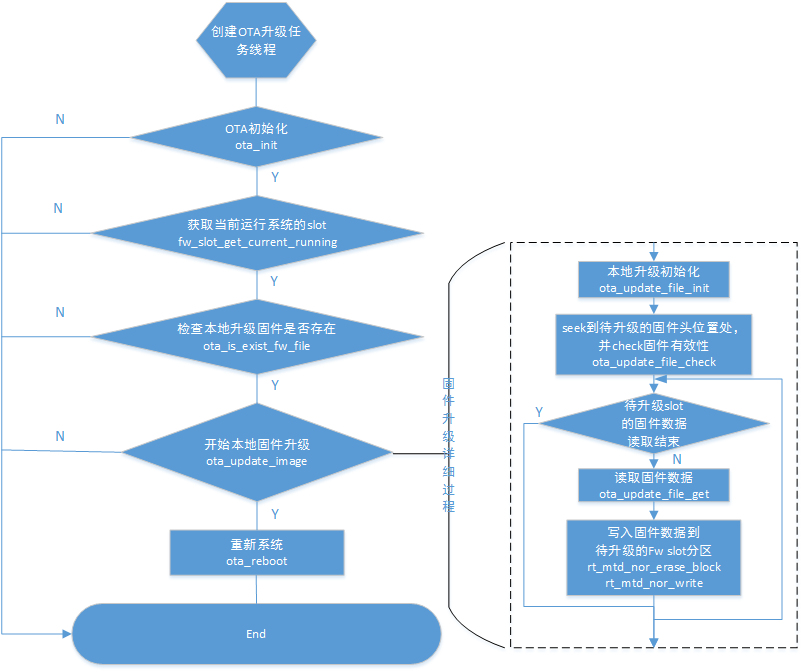 创建OTA升级任
务线程
N
OTA初始化
ota_init
Y
N
获取当前运行系统的slot
fw_slot_get_current_running
Y
N
检查本地升级固件是否存在
ota_is_exist_fw_file
Y
N
开始本地固件升级
ota_update_image
Y
重新系统
ota_reboot
End
固件升级详细过程
本地升级初始化
ota_update_file_init
seek到待升级的固件头位置处，
并check固件有效性
ota_update_file_check
Y
待升级slot
的固件数据
读取结束
N
读取固件数据
ota_update_file_get
写入固件数据到
待升级的Fw slot分区
rt_mtd_nor_erase_block
rt_mtd_nor_write